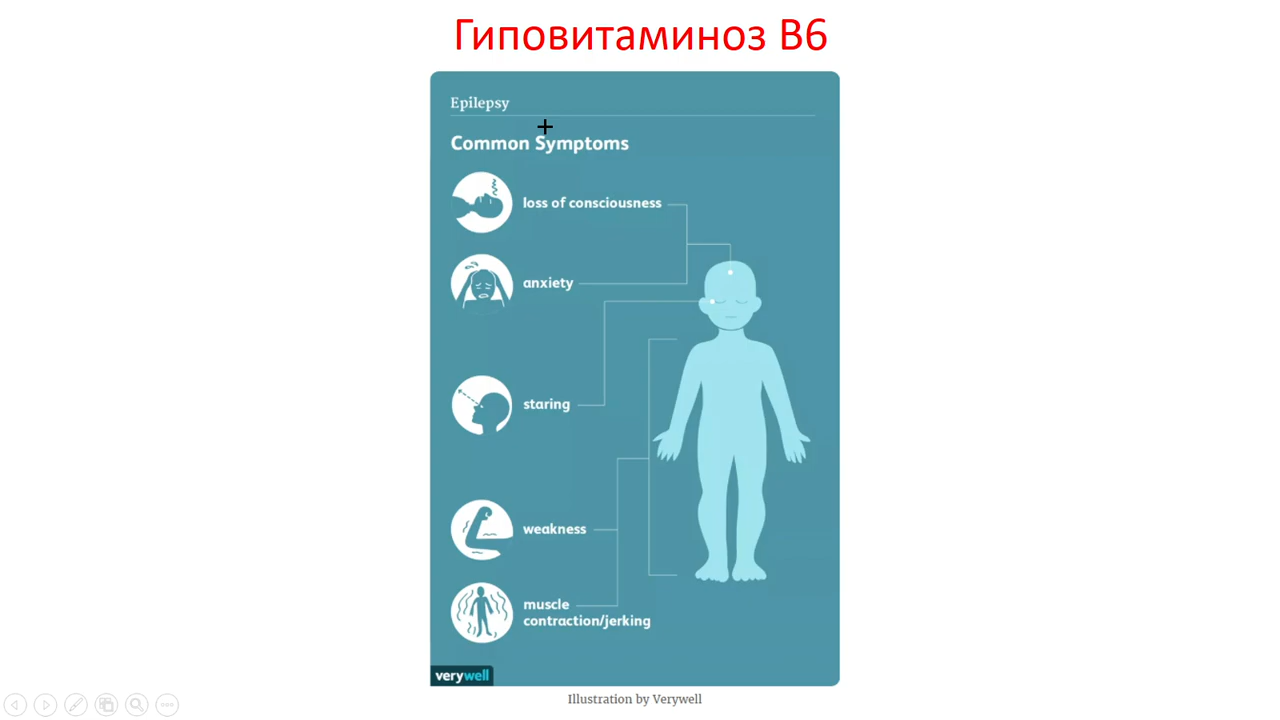 Гиповитаминоз В6
Epilepsy
Common Symptoms
loss of consciousness
anxiety
staring
weakness
muscle
contraction/jerking
verywell
Illustration by Verywell